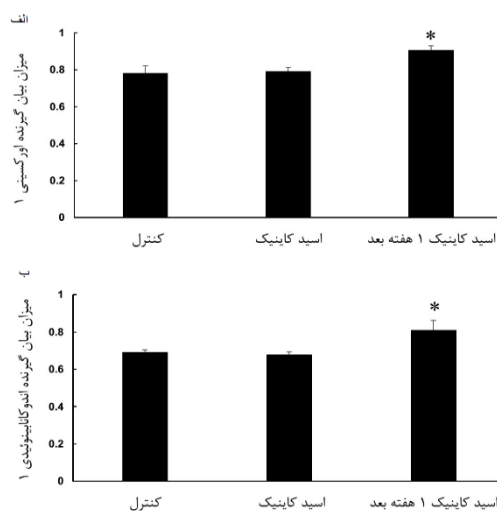 الف
میزان بیان گیرنده اورکسینی ۱
1
0.8
0.6
0.4
0.2
0
*
کنترل
اسید کاینیک
اسید کاینیک ۱ هفته بعد
میزان بیان گیرنده اندوکانابینوئیدی ۱
1
0.8
0.6
0.4
0.2
0
*
کنترل
اسید کاینیک
اسید کاینیک ۱ هفته بعد